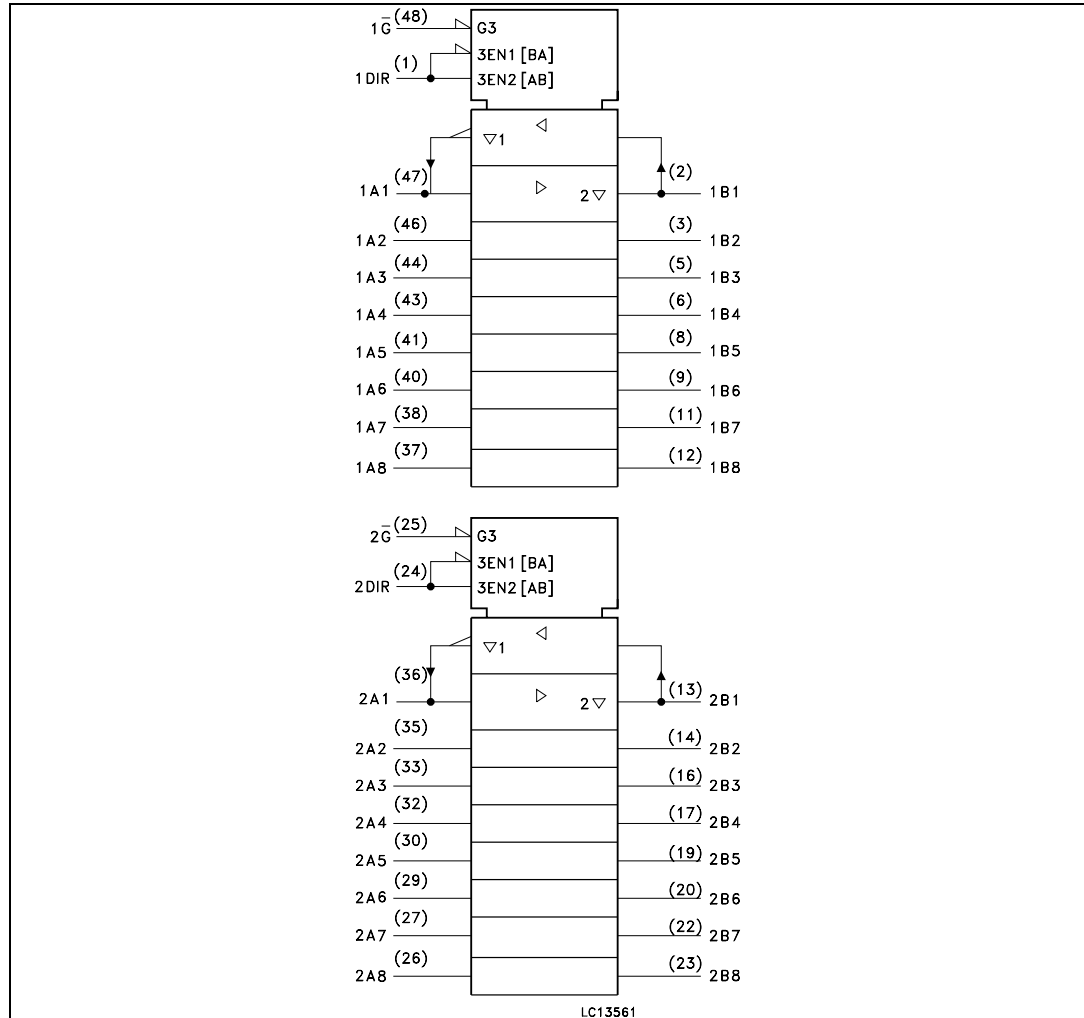 1G̅ (48) G3
3EN1 [BA]
1DIR (1) 3EN2 [AB]
▽1 ◁
1A1 (47) ▷ 2▽ (2) 1B1
1A2 (46) (3) 1B2
1A3 (44) (5) 1B3
1A4 (43) (6) 1B4
1A5 (41) (8) 1B5
1A6 (40) (9) 1B6
1A7 (38) (11) 1B7
1A8 (37) (12) 1B8
2G̅ (25) G3
3EN1 [BA]
2DIR (24) 3EN2 [AB]
▽1 ◁
2A1 (36) ▷ 2▽ (13) 2B1
2A2 (35) (14) 2B2
2A3 (33) (16) 2B3
2A4 (32) (17) 2B4
2A5 (30) (19) 2B5
2A6 (29) (20) 2B6
2A7 (27) (22) 2B7
2A8 (26) (23) 2B8
LC13561